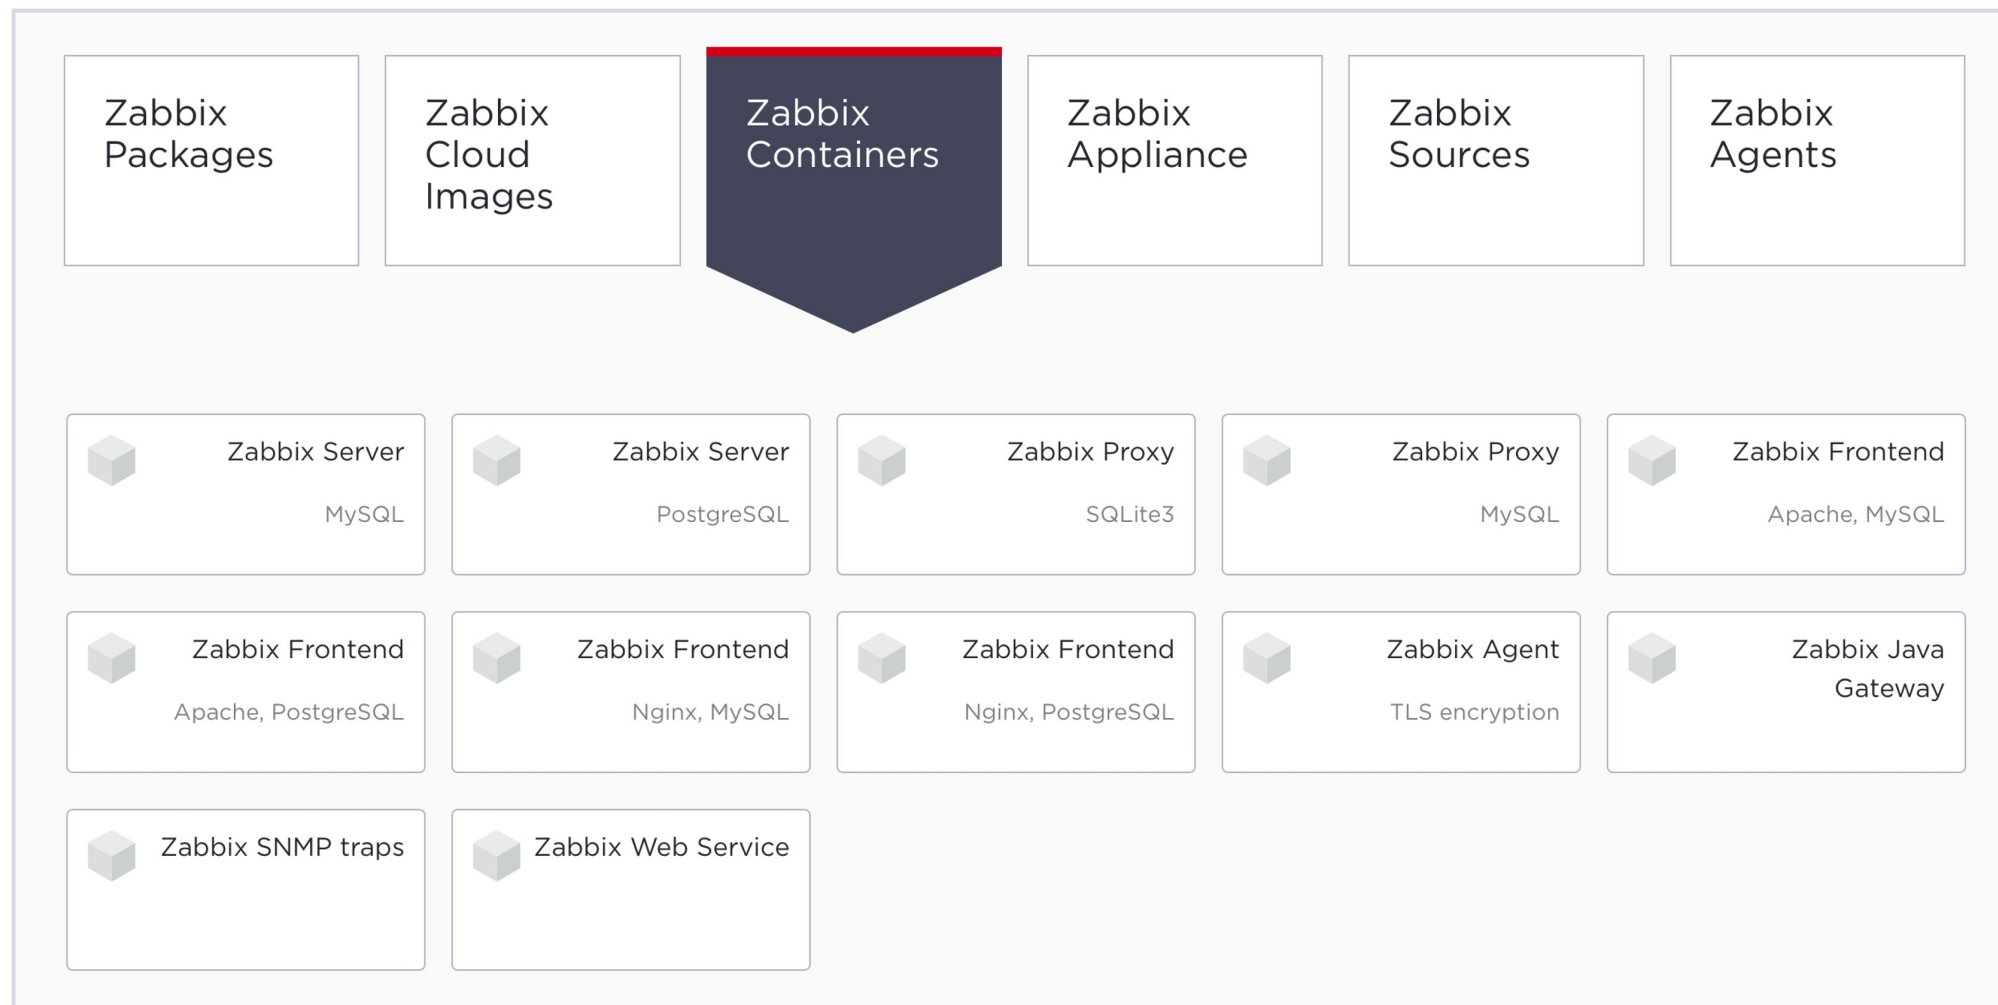 Zabbix
Packages
Zabbix
Cloud
Images
Zabbix
Containers
Zabbix
Appliance
Zabbix
Sources
Zabbix
Agents
Zabbix Server
MySQL
Zabbix Server
PostgreSQL
Zabbix Proxy
SQLite3
Zabbix Proxy
MySQL
Zabbix Frontend
Apache, MySQL
Zabbix Frontend
Apache, PostgreSQL
Zabbix Frontend
Nginx, MySQL
Zabbix Frontend
Nginx, PostgreSQL
Zabbix Agent
TLS encryption
Zabbix Java
Gateway
Zabbix SNMP traps
Zabbix Web Service